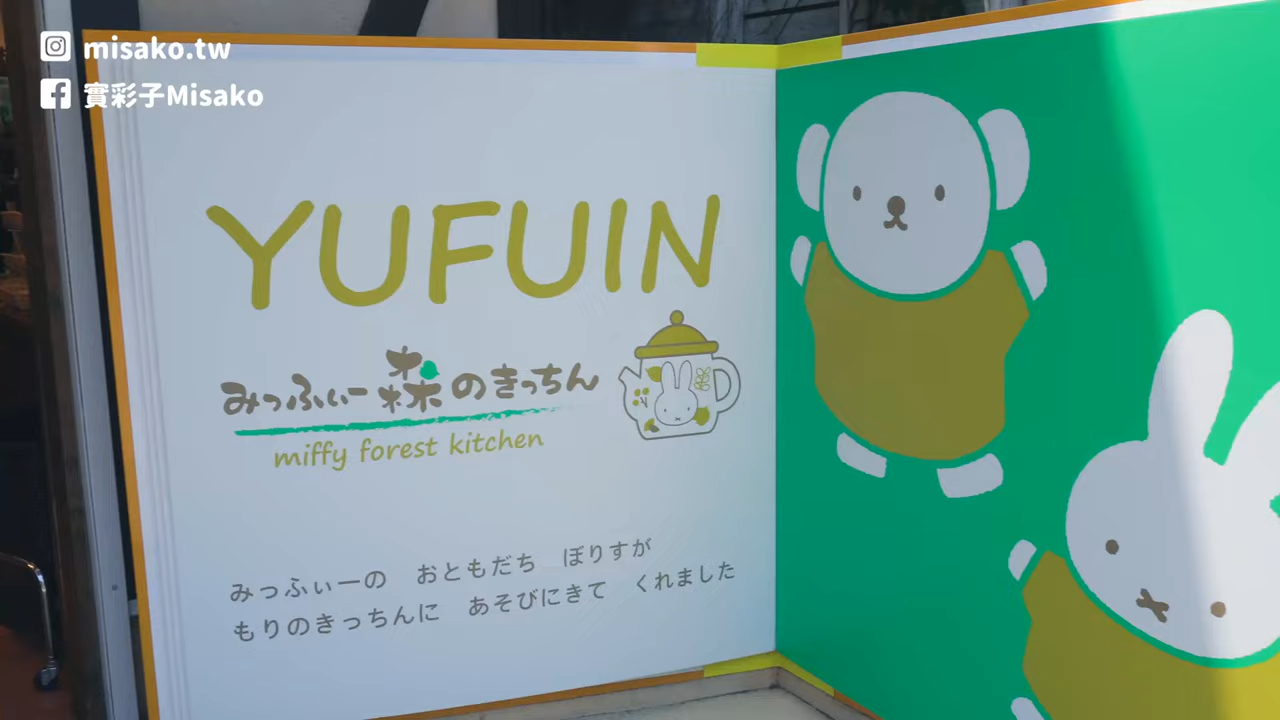 misako.tw
實彩子Misako
YUFUIN
みっふぃー森のきっちん
miffy forest kitchen
みっふぃーの　おともだち　ぼりすが
もりのきっちんに　あそびにきて　くれました